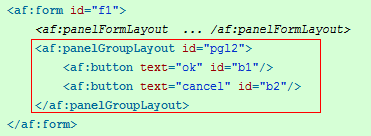 <af:form id="f1">
<af:panelFormLayout ... /af:panelFormLayout>
<af:panelGroupLayout id="pgl2">
<af:button text="ok" id="b1"/>
<af:button text="cancel" id="b2"/>
</af:panelGroupLayout>
</af:form>